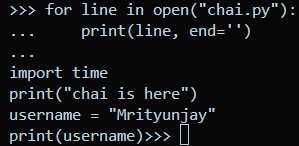 >>> for line in open("chai.py"):
...     print(line, end='')
...
import time
print("chai is here")
username = "Mrityunjay"
print(username)>>>